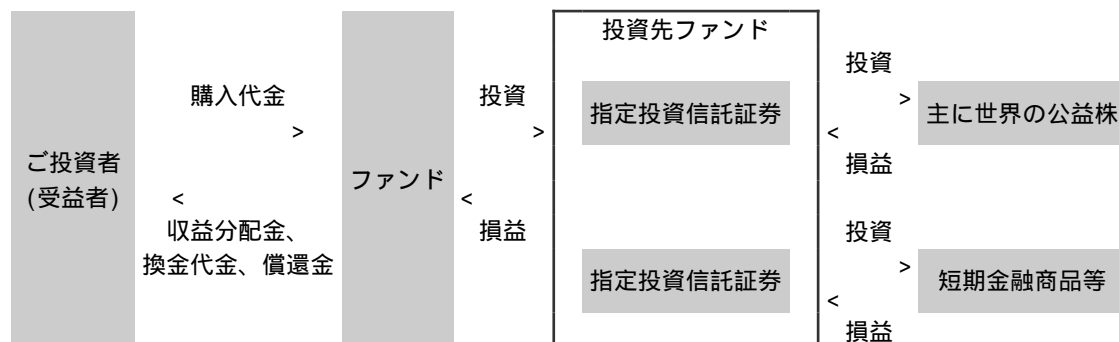 投資先ファンド
購入代金
>
ご投資者
(受益者)
<
収益分配金、
換金代金、償還金
ファンド
投資
>
<
損益
指定投資信託証券
投資
>
<
損益
主に世界の公益株
指定投資信託証券
投資
>
<
損益
短期金融商品等